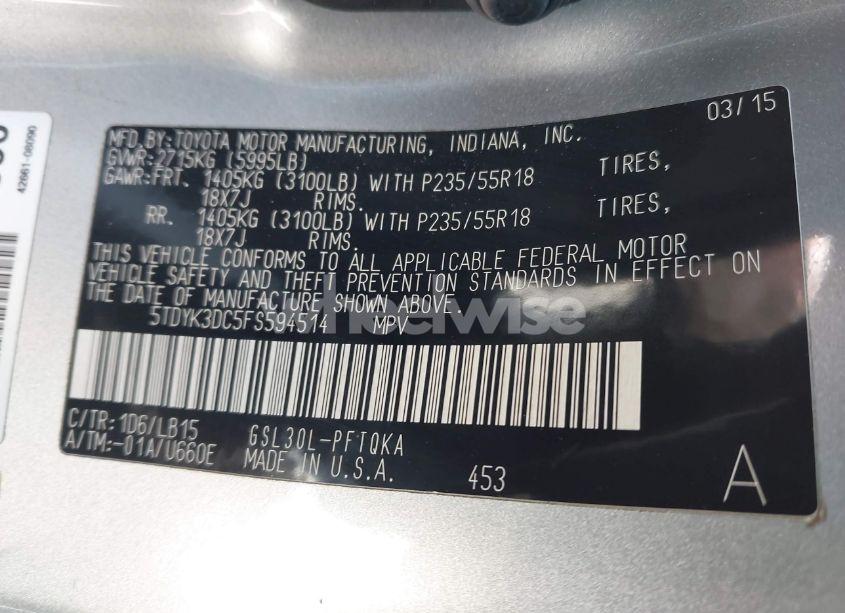 03/15
MFD.BY:TOYOTA MOTOR MANUFACTURING, INDIANA, INC.
GVWR:2715KG (5995LB)
GAWR:FRT. 1405KG (3100LB) WITH P235/55R18 TIRES,
18X7J RIMS.
RR. 1405KG (3100LB) WITH P235/55R18 TIRES,
18X7J RIMS.
THIS VEHICLE CONFORMS TO ALL APPLICABLE FEDERAL MOTOR
VEHICLE SAFETY AND THEFT PREVENTION STANDARDS IN EFFECT ON
THE DATE OF MANUFACTURE SHOWN ABOVE.
5TDYK3DC5FS594514 MPV
C/TR:1D6/LB15 GSL30L-PFTQKA
A/TM:-01A/U660E MADE IN U.S.A. 453 A
42661-08090